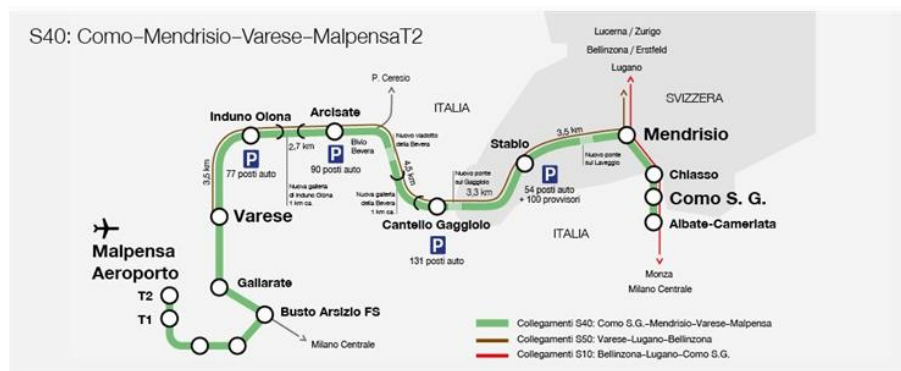 S40: Como–Mendrisio–Varese–MalpensaT2
Lucerna / Zurigo
Bellinzona / Erstfeld
Lugano
P. Ceresio
ITALIA
SVIZZERA
Induno Olona
Arcisate
Stabio
3,5 km
Mendrisio
2,7 km
Bivio
Bevera
Nuovo viadotto
della Bevera
Nuovo ponte
sul Laveggio
P
77 posti auto
P
90 posti auto
3,5 km
4,5 km
Nuovo ponte
sul Gaggiolo
3,3 km
P
54 posti auto
+ 100 provvisori
Chiasso
Nuova galleria
di Induno Olona
1 km ca.
Nuova galleria
della Bevera
1 km ca.
Como S. G.
Varese
Cantello Gaggiolo
ITALIA
Albate-Camerlata
P
131 posti auto
Malpensa
Aeroporto
Monza
Milano Centrale
Gallarate
T2
T1
Busto Arsizio FS
Milano Centrale
Collegamenti S40: Como S.G.–Mendrisio–Varese–Malpensa
Collegamenti S50: Varese–Lugano–Bellinzona
Collegamenti S10: Bellinzona–Lugano–Como S.G.